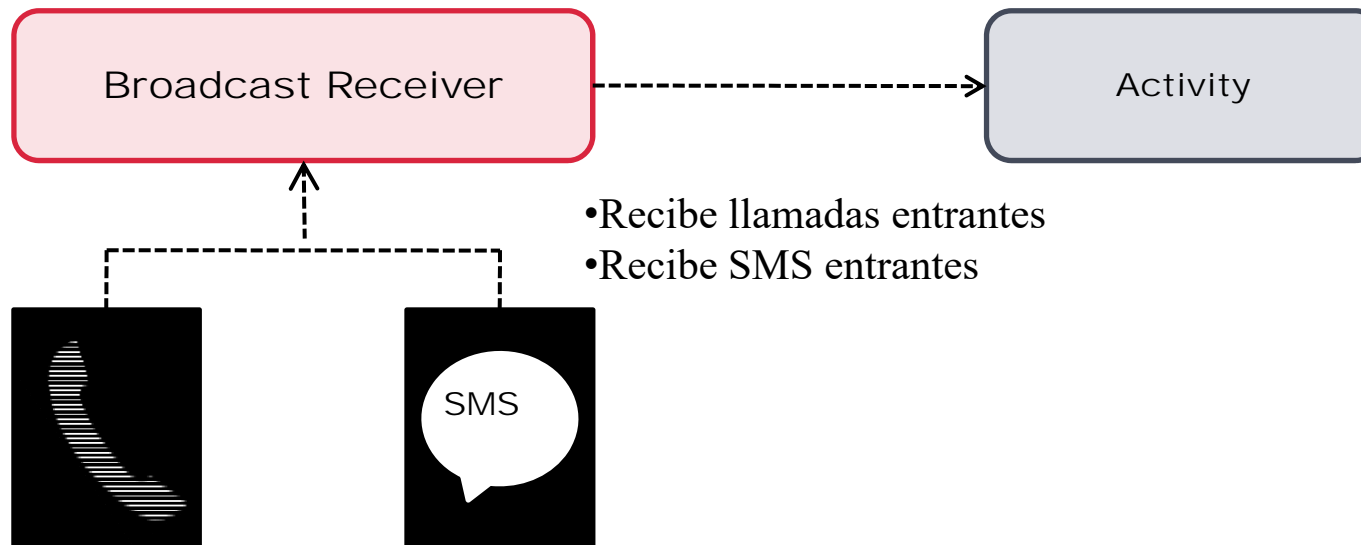 Broadcast Receiver
Activity
•Recibe llamadas entrantes
•Recibe SMS entrantes
SMS